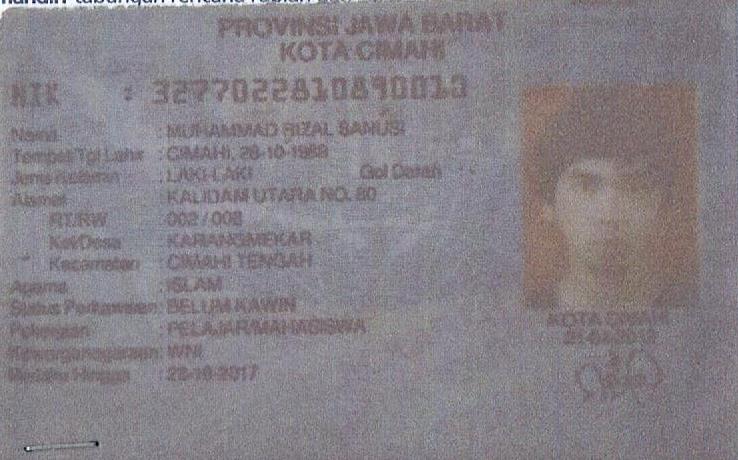 PROVINSI JAWA BARAT
KOTA CIMAHI
NIK : 3277022810890013
Nama : MUHAMMAD RIZAL SANUSI
Tempat/Tgl Lahir : CIMAHI, 28-10-1989
Jenis Kelamin : LAKI-LAKI Gol Darah : -
Alamat : KALIDAM UTARA NO. 80
RT/RW : 002 / 008
Kel/Desa : KARANGMEKAR
Kecamatan : CIMAHI TENGAH
Agama : ISLAM
Status Perkawinan: BELUM KAWIN
Pekerjaan : PELAJAR/MAHASISWA
Kewarganegaraan: WNI
Berlaku Hingga : 28-10-2017
KOTA CIMAHI